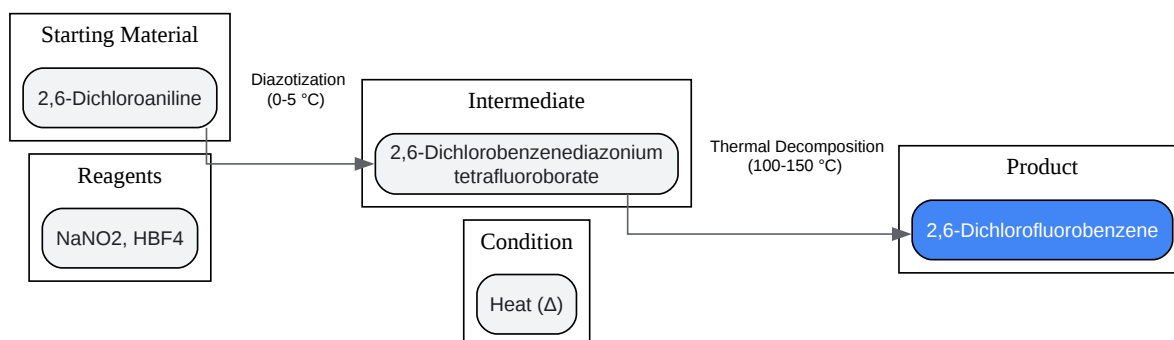 Starting Material
2,6-Dichloroaniline
Reagents
NaNO2, HBF4
Diazotization
(0-5 °C)
Intermediate
2,6-Dichlorobenzenediazonium
tetrafluoroborate
Condition
Heat (Δ)
Thermal Decomposition
(100-150 °C)
Product
2,6-Dichlorofluorobenzene